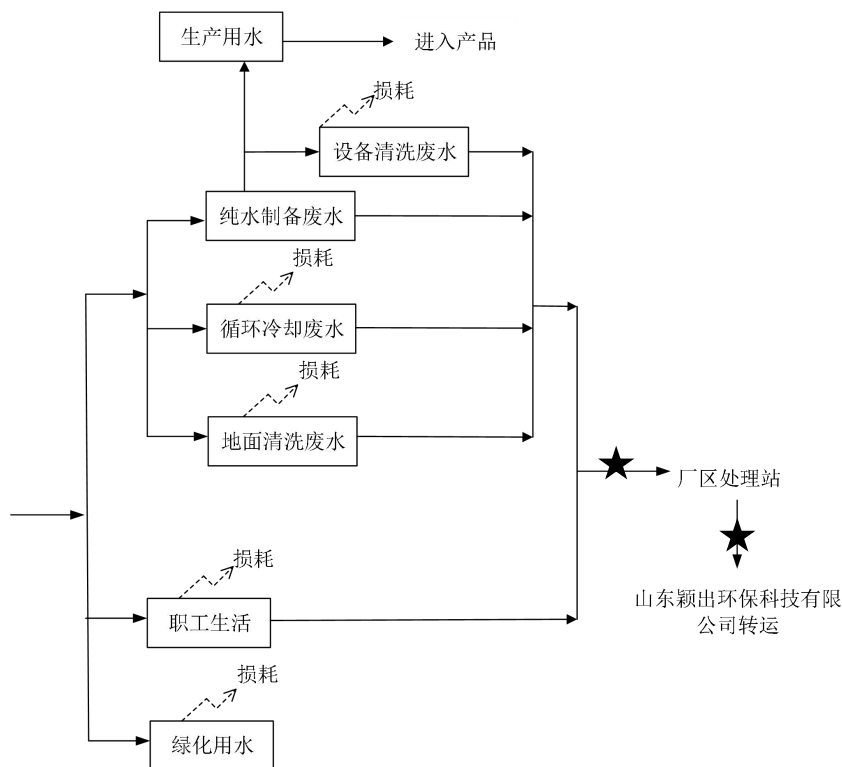 生产用水
进入产品
损耗
设备清洗废水
纯水制备废水
损耗
循环冷却废水
损耗
地面清洗废水
厂区处理站
损耗
职工生活
山东颖出环保科技有限
公司转运
损耗
绿化用水